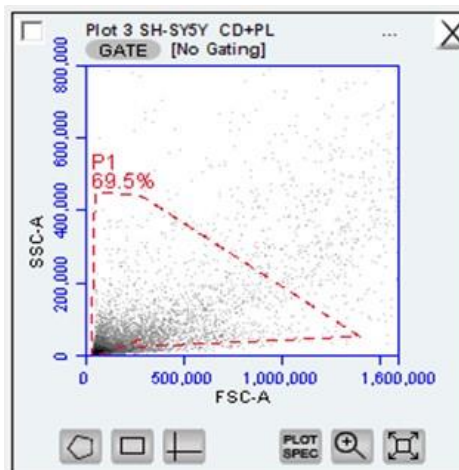 Plot 3 SH-SY5Y CD+PL ...
GATE [No Gating]
800,000
600,000
400,000
200,000
0
SSC-A
P1
69.5%
0 500,000 1,000,000 1,600,000
FSC-A
PLOT
SPEC